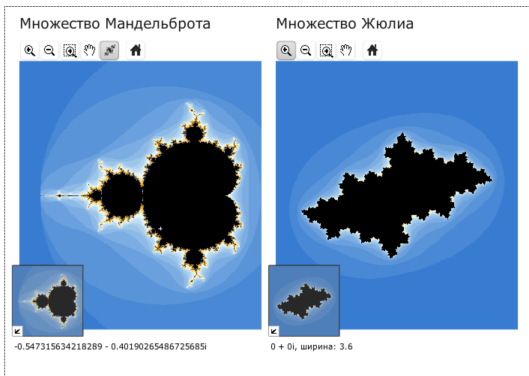 Множество Мандельброта
Множество Жюлиа
-0.547315634218289 - 0.40190265486725685i
0 + 0i, ширина: 3.6